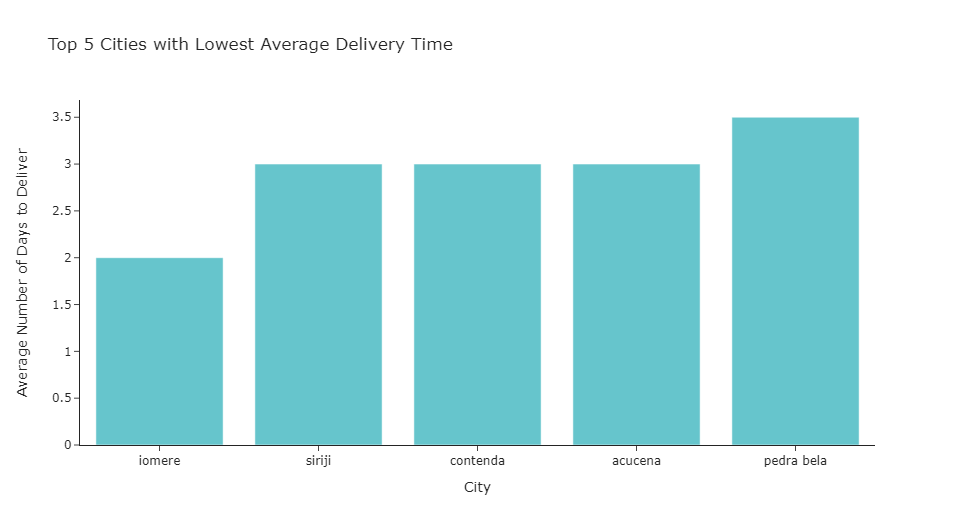 Top 5 Cities with Lowest Average Delivery Time
Average Number of Days to Deliver
3.5
3
2.5
2
1.5
1
0.5
0
iomere siriji contenda acucena pedra bela
City